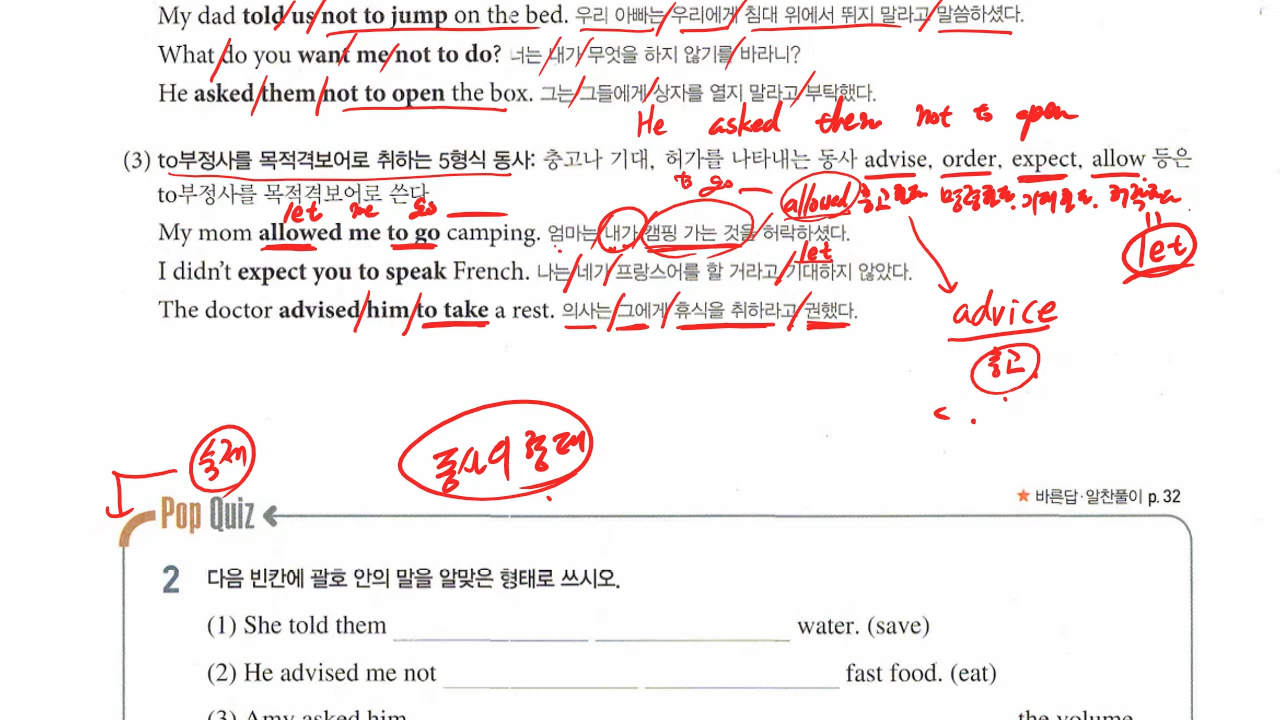 My dad told us not to jump on the bed. 우리 아빠는 우리에게 침대 위에서 뛰지 말라고 말씀하셨다.
What do you want me not to do? 너는 내가 무엇을 하지 않기를 바라니?
He asked them not to open the box. 그는 그들에게 상자를 열지 말라고 부탁했다.
He asked them not to open
(3) to부정사를 목적격보어로 취하는 5형식 동사: 충고나 기대, 허가를 나타내는 동사 advise, order, expect, allow 등은
to부정사를 목적격보어로 쓴다.
to go allowed
let me go
let
My mom allowed me to go camping. 엄마는 내가 캠핑 가는 것을 허락하셨다.
let
I didn't expect you to speak French. 나는 네가 프랑스어를 할 거라고 기대하지 않았다.
The doctor advised him to take a rest. 의사는 그에게 휴식을 취하라고 권했다.
advice
충고
숙제
동사의 형태
Pop Quiz
★ 바른답·알찬풀이 p.32
2 다음 빈칸에 괄호 안의 말을 알맞은 형태로 쓰시오.
(1) She told them water. (save)
(2) He advised me not fast food. (eat)
(3) Amy asked him the volume